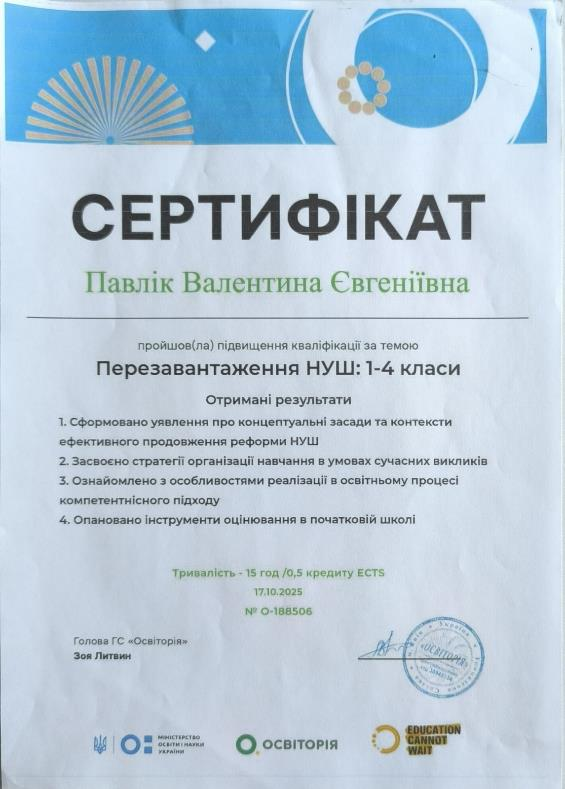 СЕРТИФІКАТ
Павлік Валентина Євгеніївна
пройшов(ла) підвищення кваліфікації за темою
Перезавантаження НУШ: 1-4 класи
Отримані результати
1. Сформовано уявлення про концептуальні засади та контексти
ефективного продовження реформи НУШ
2. Засвоєно стратегії організації навчання в умовах сучасних викликів
3. Ознайомлено з особливостями реалізації в освітньому процесі
компетентнісного підходу
4. Опановано інструменти оцінювання в початковій школі
Тривалість - 15 год /0,5 кредиту ECTS
17.10.2025
№ О-188506
Голова ГС «Освіторія»
Зоя Литвин
«ОСВІТОРІЯ»
МІНІСТЕРСТВО
ОСВІТИ І НАУКИ
УКРАЇНИ
ОСВІТОРІЯ
EDUCATION
CANNOT
WAIT